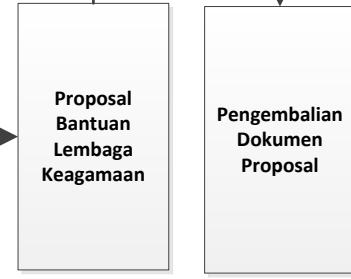 Proposal
Bantuan
Lembaga
Keagamaan
Pengembalian
Dokumen
Proposal